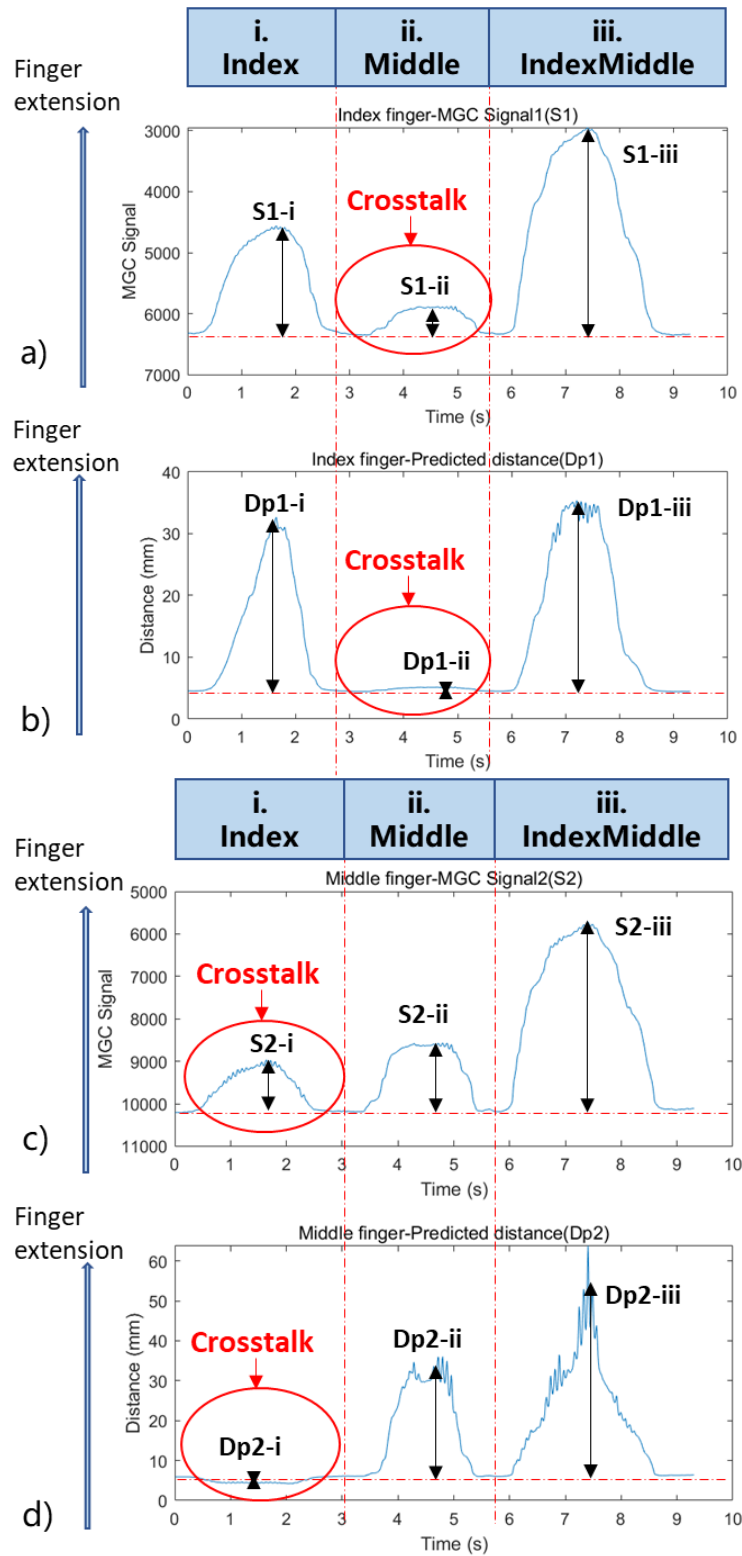 i.
Index
ii.
Middle
iii.
IndexMiddle
Finger
extension
a)
Index finger-MGC Signal1(S1)
MGC Signal
3000
4000
5000
6000
7000
S1-i
Crosstalk
S1-ii
S1-iii
0 1 2 3 4 5 6 7 8 9 10
Time (s)
Finger
extension
b)
Index finger-Predicted distance(Dp1)
Distance (mm)
40
30
20
10
0
Dp1-i
Crosstalk
Dp1-ii
Dp1-iii
0 1 2 3 4 5 6 7 8 9 10
Time (s)
i.
Index
ii.
Middle
iii.
IndexMiddle
Finger
extension
c)
Middle finger-MGC Signal2(S2)
MGC Signal
5000
6000
7000
8000
9000
10000
11000
Crosstalk
S2-i
S2-ii
S2-iii
0 1 2 3 4 5 6 7 8 9 10
Time (s)
Finger
extension
d)
Middle finger-Predicted distance(Dp2)
Distance (mm)
60
50
40
30
20
10
0
Crosstalk
Dp2-i
Dp2-ii
Dp2-iii
0 1 2 3 4 5 6 7 8 9 10
Time (s)